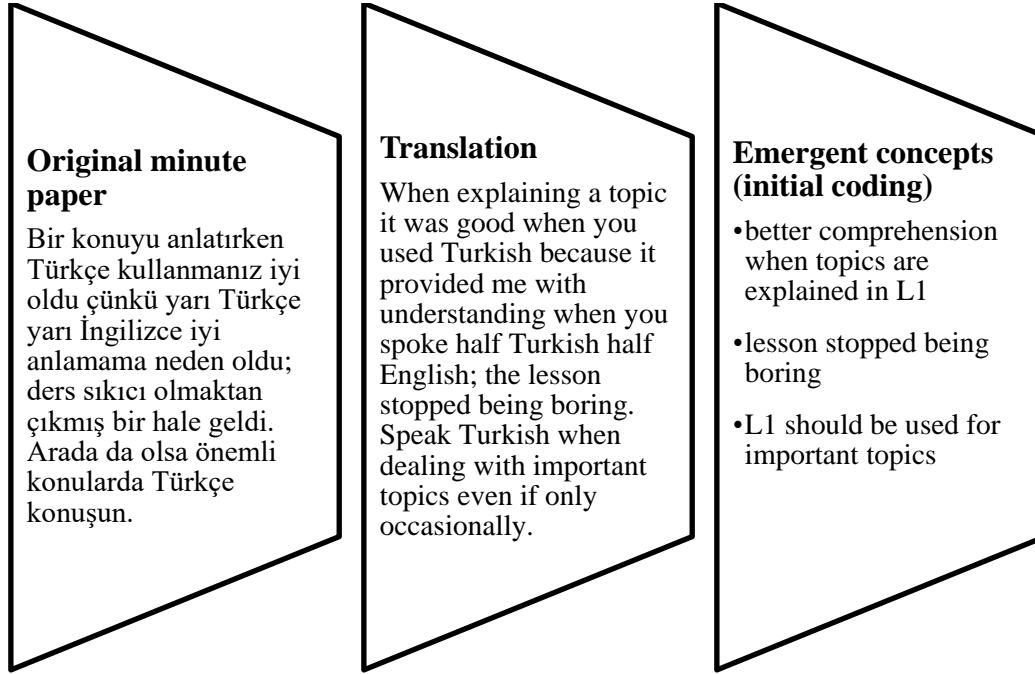 Original minute
paper
Bir konuyu anlatırken
Türkçe kullanmanız iyi
oldu çünkü yarı Türkçe
yarı İngilizce iyi
anlamama neden oldu;
ders sıkıcı olmaktan
çıkmış bir hale geldi.
Arada da olsa önemli
konularda Türkçe
konuşun.
Translation
When explaining a topic
it was good when you
used Turkish because it
provided me with
understanding when you
spoke half Turkish half
English; the lesson
stopped being boring.
Speak Turkish when
dealing with important
topics even if only
occasionally.
Emergent concepts
(initial coding)
•better comprehension
when topics are
explained in L1
•lesson stopped being
boring
•L1 should be used for
important topics